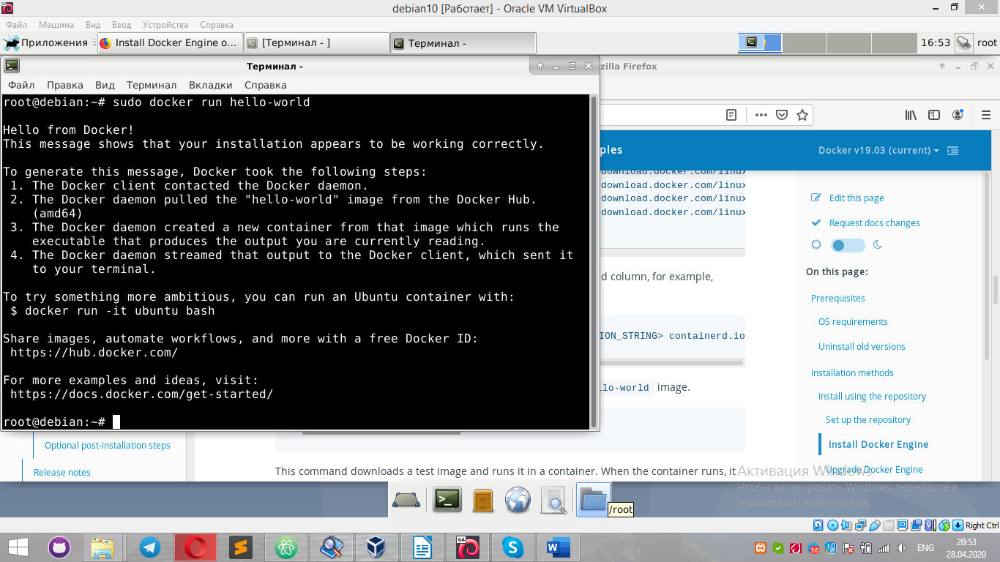 debian10 [Работает] - Oracle VM VirtualBox
Файл Машина Вид Ввод Устройства Справка
Приложения Install Docker Engine o... [Терминал - ] Терминал - 16:53 root
Терминал -
zilla Firefox
Файл Правка Вид Терминал Вкладки Справка
root@debian:~# sudo docker run hello-world
Hello from Docker!
This message shows that your installation appears to be working correctly.
To generate this message, Docker took the following steps:
1. The Docker client contacted the Docker daemon.
2. The Docker daemon pulled the "hello-world" image from the Docker Hub.
(amd64)
3. The Docker daemon created a new container from that image which runs the
executable that produces the output you are currently reading.
4. The Docker daemon streamed that output to the Docker client, which sent it
to your terminal.
To try something more ambitious, you can run an Ubuntu container with:
$ docker run -it ubuntu bash
Share images, automate workflows, and more with a free Docker ID:
https://hub.docker.com/
For more examples and ideas, visit:
https://docs.docker.com/get-started/
root@debian:~#
ples
Docker v19.03 (current)
download.docker.com/linux
download.docker.com/linux
download.docker.com/linux
download.docker.com/linux
d column, for example,
ION_STRING> containerd.io
llo-world image.
Edit this page
Request docs changes
On this page:
Prerequisites
OS requirements
Uninstall old versions
Installation methods
Install using the repository
Set up the repository
Install Docker Engine
Upgrade Docker Engine
Optional post-installation steps
Release notes
This command downloads a test image and runs it in a container. When the container runs, it
Активация Windows
Чтобы активировать Windows, перейдите к
параметрам компьютера.
/root
Right Ctrl
64
56
ENG
20:53
28.04.2020